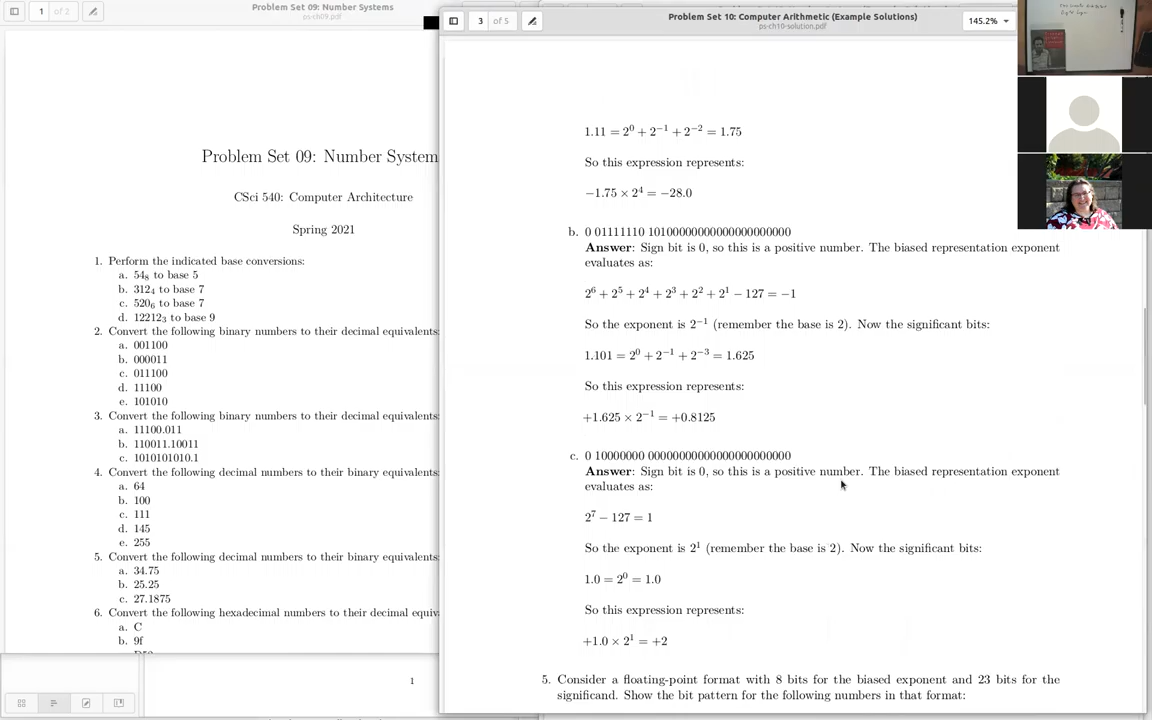 Problem Set 09: Number Systems
ps-ch09.pdf
1 of 2
Problem Set 09: Number System
CSci 540: Computer Architecture
Spring 2021
1. Perform the indicated base conversions:
a. 54₈ to base 5
b. 312₄ to base 7
c. 520₆ to base 7
d. 12212₃ to base 9
2. Convert the following binary numbers to their decimal equivalents:
a. 001100
b. 000011
c. 011100
d. 11100
e. 101010
3. Convert the following binary numbers to their decimal equivalents:
a. 11100.011
b. 110011.10011
c. 1010101010.1
4. Convert the following decimal numbers to their binary equivalents:
a. 64
b. 100
c. 111
d. 145
e. 255
5. Convert the following decimal numbers to their binary equivalents:
a. 34.75
b. 25.25
c. 27.1875
6. Convert the following hexadecimal numbers to their decimal equiva
a. C
b. 9f
1
Problem Set 10: Computer Arithmetic (Example Solutions)
ps-ch10-solution.pdf
3 of 5
145.2%
1.11 = 2⁰ + 2⁻¹ + 2⁻² = 1.75
So this expression represents:
−1.75 × 2⁴ = −28.0
b. 0 01111110 10100000000000000000000
Answer: Sign bit is 0, so this is a positive number. The biased representation exponent
evaluates as:
2⁶ + 2⁵ + 2⁴ + 2³ + 2² + 2¹ − 127 = −1
So the exponent is 2⁻¹ (remember the base is 2). Now the significant bits:
1.101 = 2⁰ + 2⁻¹ + 2⁻³ = 1.625
So this expression represents:
+1.625 × 2⁻¹ = +0.8125
c. 0 10000000 00000000000000000000000
Answer: Sign bit is 0, so this is a positive number. The biased representation exponent
evaluates as:
2⁷ − 127 = 1
So the exponent is 2¹ (remember the base is 2). Now the significant bits:
1.0 = 2⁰ = 1.0
So this expression represents:
+1.0 × 2¹ = +2
5. Consider a floating-point format with 8 bits for the biased exponent and 23 bits for the
significand. Show the bit pattern for the following numbers in that format: